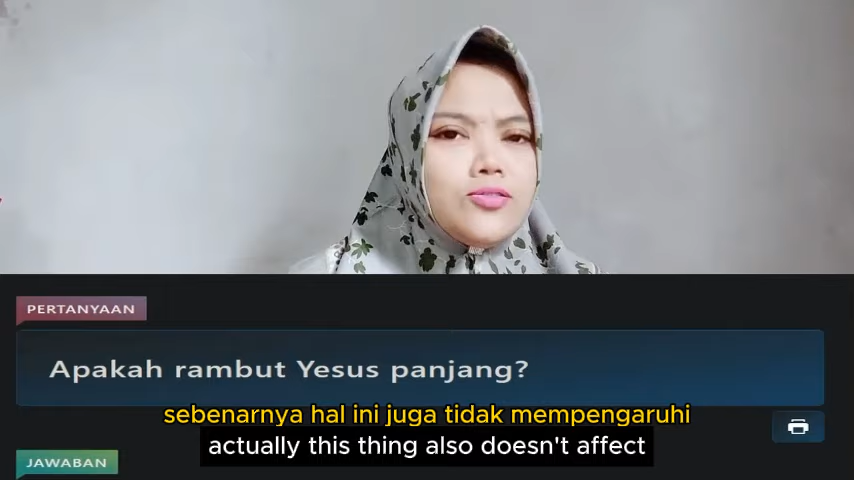 PERTANYAAN
Apakah rambut Yesus panjang?
sebenarnya hal ini juga tidak mempengaruhi
actually this thing also doesn't affect
JAWABAN